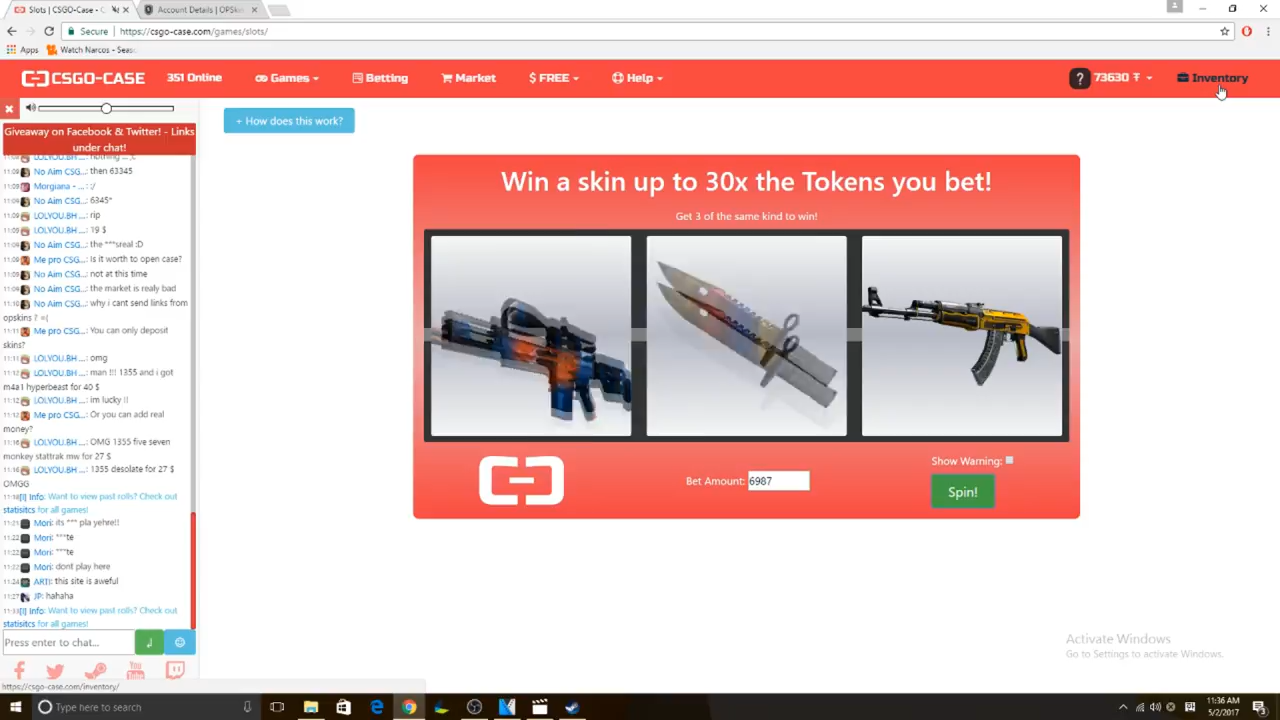 Slots | CSGO-Case - C
Account Details | OPSki
Secure
https://csgo-case.com/games/slots/
Apps
Watch Narcos - Seas
CSGO-CASE
351 Online
Games
Betting
Market
$ FREE
Help
?
73630
Inventory
Giveaway on Facebook & Twitter! - Links
under chat!
No Aim CSG...: then 63345
Morgiana - ...: :/
No Aim CSG...: 6345*
LOLYOU.BH ...: rip
LOLYOU.BH ...: 19 $
No Aim CSG...: the ***sreal :D
Me pro CSG...: Is it worth to open case?
No Aim CSG...: not at this time
No Aim CSG...: the market is realy bad
No Aim CSG...: why i cant send links from
opskins ? =(
Me pro CSG...: You can only deposit
skins?
LOLYOU.BH ...: omg
LOLYOU.BH ...: man !!! 1355 and i got
m4a1 hyperbeast for 40 $
LOLYOU.BH ...: im lucky !!
Me pro CSG...: Or you can add real
money?
LOLYOU.BH ...: OMG 1355 five seven
monkey stattrak mw for 27 $
LOLYOU.BH ...: 1355 desolate for 27 $
OMGG
Info: Want to view past rolls? Check out
statisitcs for all games!
Mori: its *** pla yehre!!
Mori: ***te
Mori: ***te
Mori: dont play here
ARTI: this site is aweful
JP: hahaha
Info: Want to view past rolls? Check out
statisitcs for all games!
Press enter to chat...
https://csgo-case.com/inventory/
+ How does this work?
Win a skin up to 30x the Tokens you bet!
Get 3 of the same kind to win!
Bet Amount: 6987
Show Warning:
Spin!
Activate Windows
Go to Settings to activate Windows.
Type here to search
11:36 AM
5/2/2017